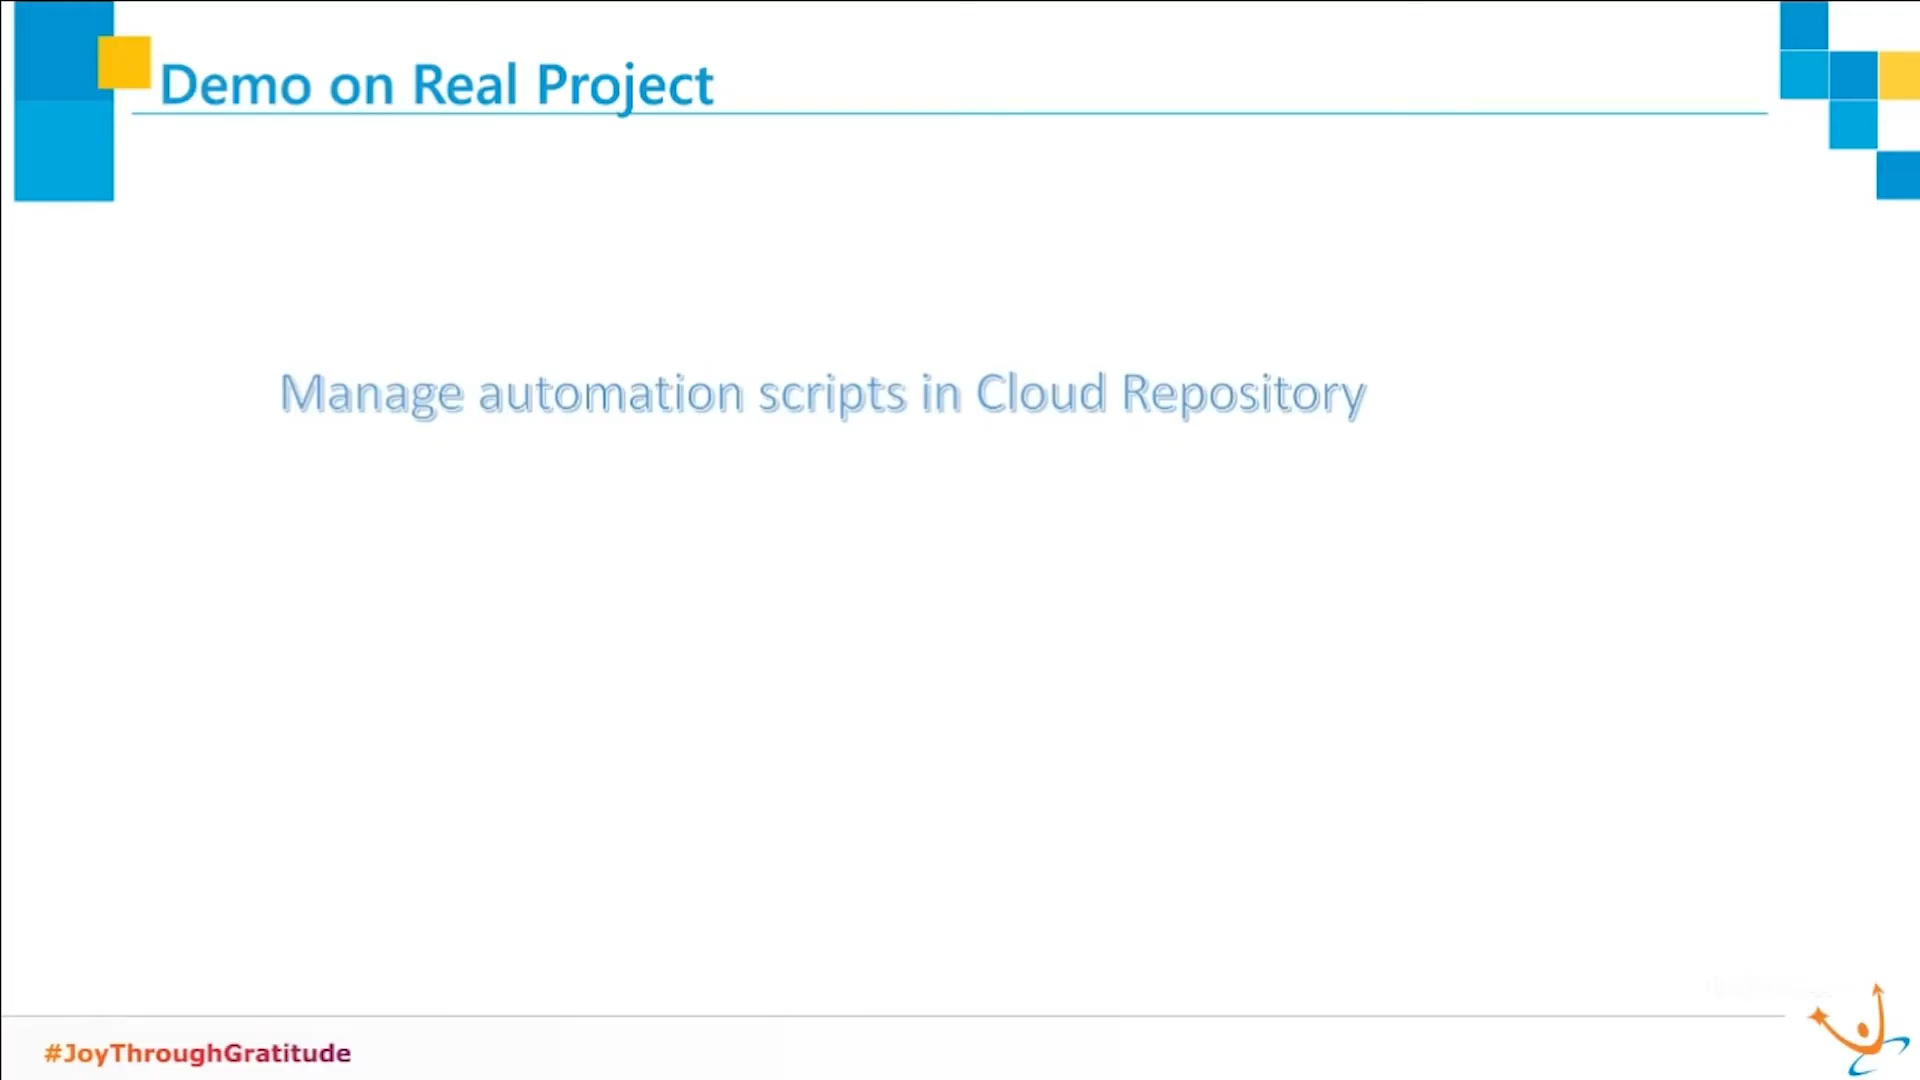 Demo on Real Project
Manage automation scripts in Cloud Repository
#JoyThroughGratitude